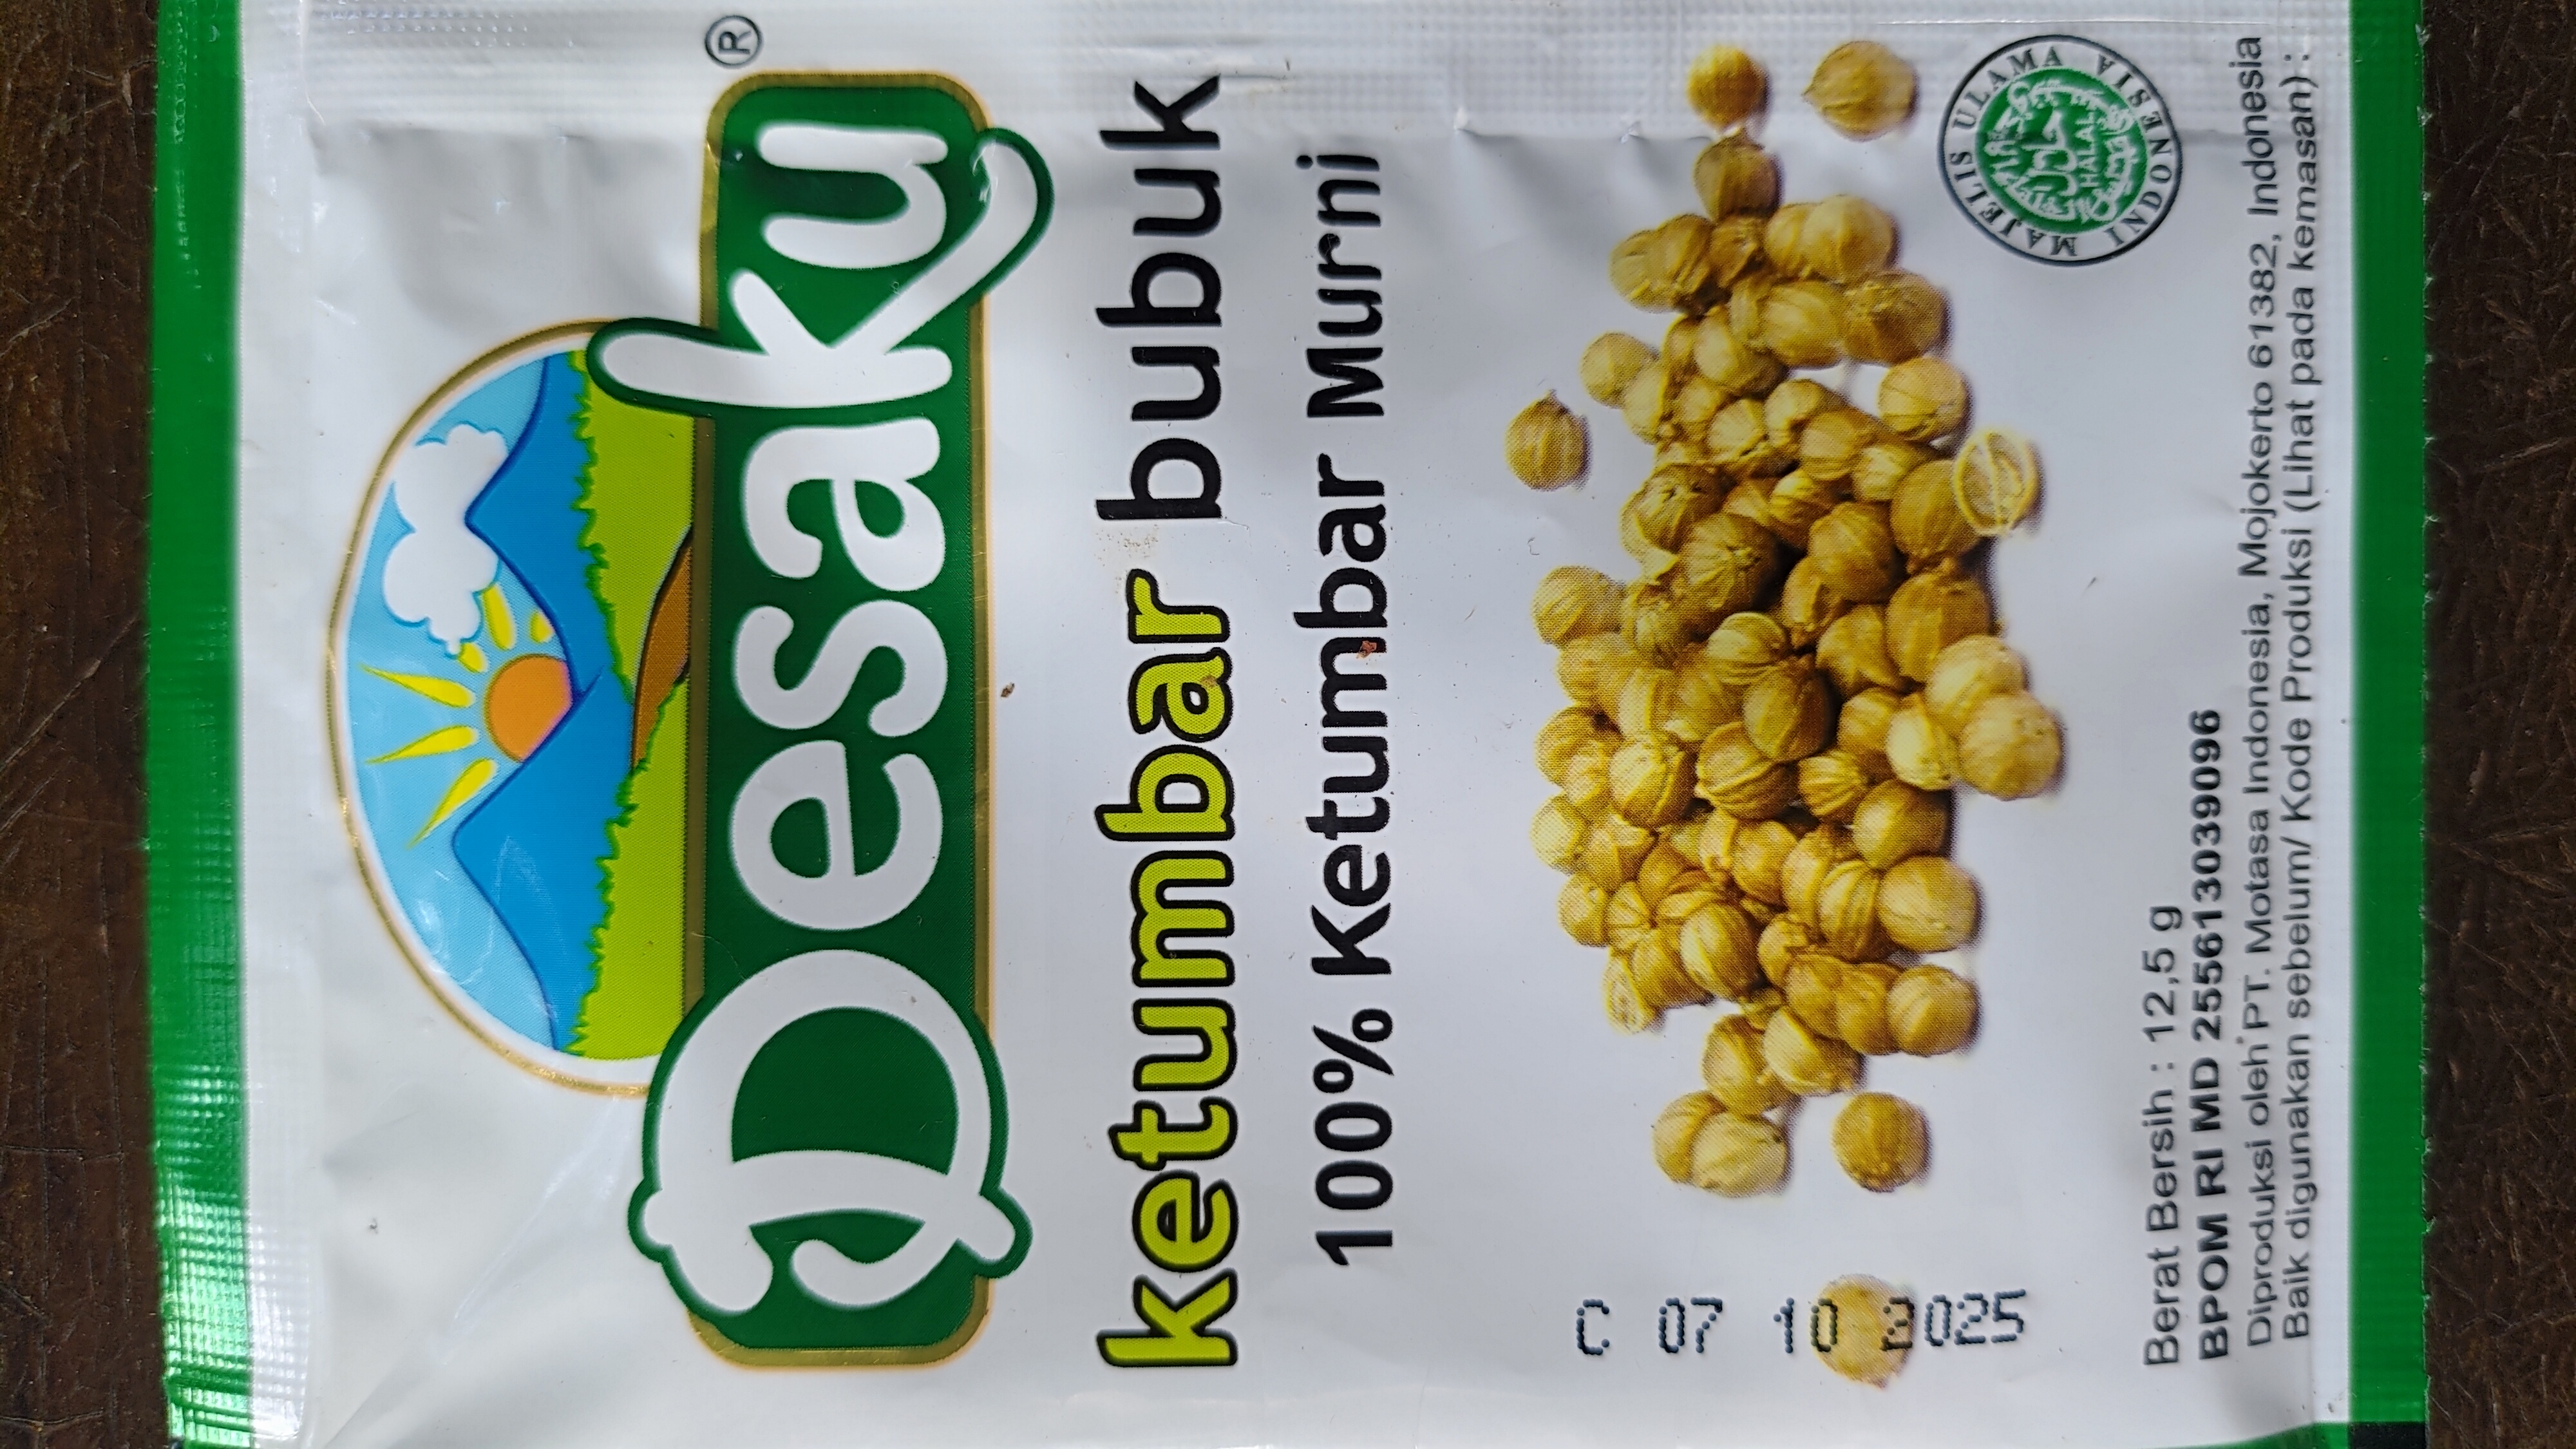 Desaku®
ketumbar bubuk
100% Ketumbar Murni
C 07 10 2025
MAJELIS ULAMA
حلال
HALAL
INDONESIA
Berat Bersih : 12,5 g
BPOM RI MD 255613039096
Diproduksi oleh PT. Motasa Indonesia, Mojokerto 61382, Indonesia
Baik digunakan sebelum/ Kode Produksi (Lihat pada kemasan) :